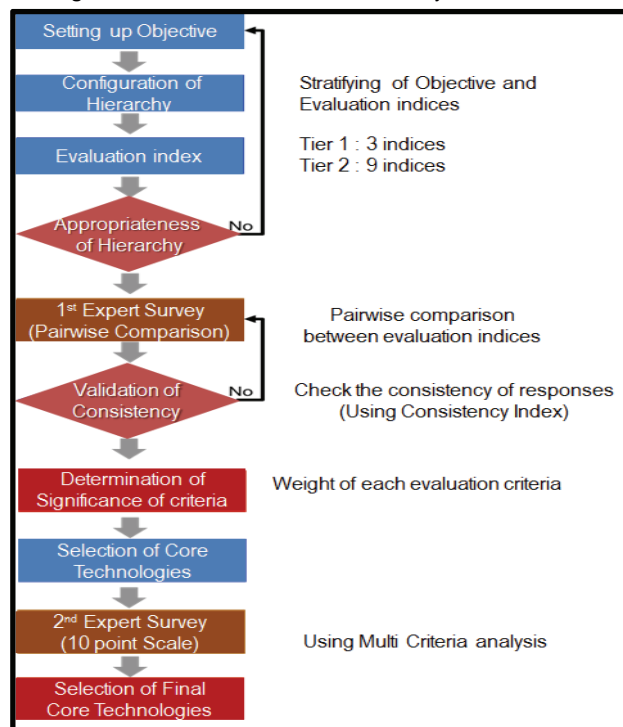 Setting up Objective
Configuration of
Hierarchy
Stratifying of Objective and
Evaluation indices
Evaluation index
Tier 1 : 3 indices
Tier 2 : 9 indices
Appropriateness
of Hierarchy
No
1st Expert Survey
(Pairwise Comparison)
Pairwise comparison
between evaluation indices
Validation of
Consistency
No
Check the consistency of responses
(Using Consistency Index)
Determination of
Significance of criteria
Weight of each evaluation criteria
Selection of Core
Technologies
2nd Expert Survey
(10 point Scale)
Using Multi Criteria analysis
Selection of Final
Core Technologies